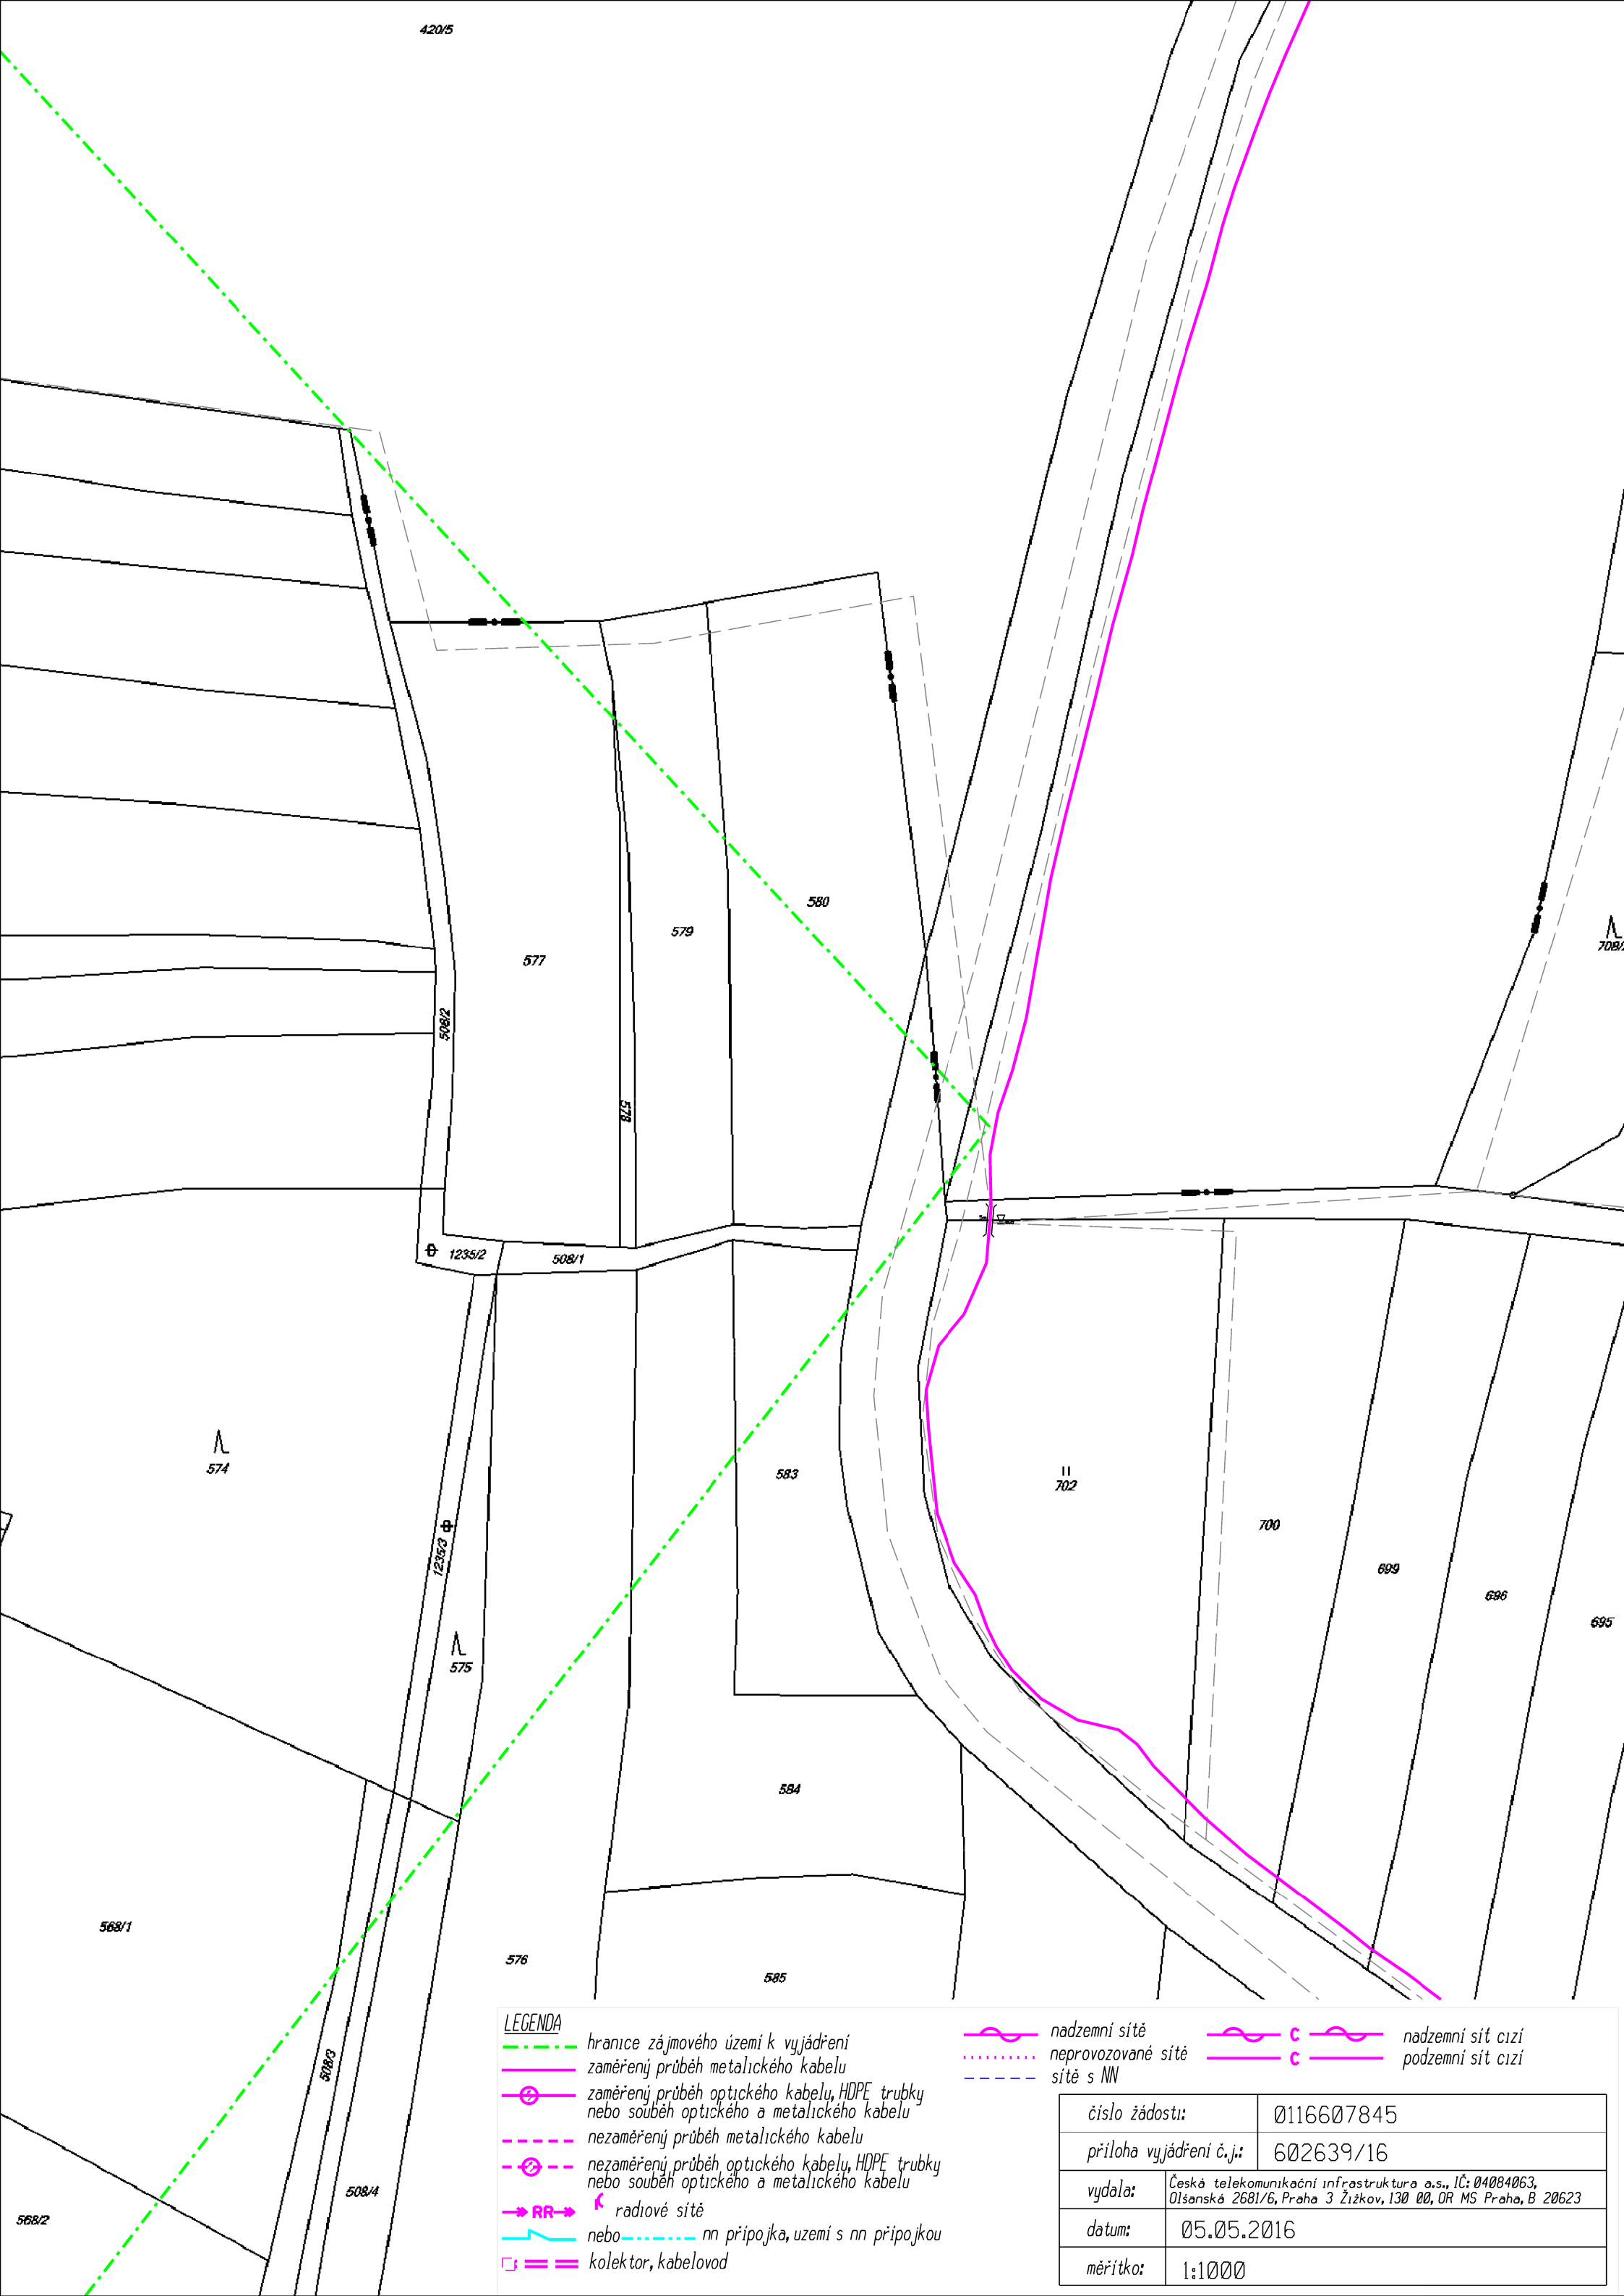 420/5
580
579
577
708/
508/2
578
1235/2
508/1
574
583
702
700
1235/3
699
696
695
575
584
568/1
576
585
508/3
508/4
568/2
LEGENDA
hranice zájmového území k vyjádření
zaměřený průběh metalického kabelu
zaměřený průběh optického kabelu, HDPE trubky
nebo souběh optického a metalického kabelu
nezaměřený průběh metalického kabelu
nezaměřený průběh optického kabelu, HDPE trubky
nebo souběh optického a metalického kabelu
RR radiové sítě
nebo nn přípojka, uzemí s nn přípojkou
kolektor, kabelovod
nadzemní sítě
neprovozované sítě
sítě s NN
C nadzemní sít cizí
C podzemní sít cizí
číslo žádosti: 0116607845
příloha vyjádření č.j.: 602639/16
vydala: Česká telekomunikační infrastruktura a.s., IČ: 04084063,
Olšanská 2681/6, Praha 3 Žižkov, 130 00, OR MS Praha, B 20623
datum: 05.05.2016
měřítko: 1:1000